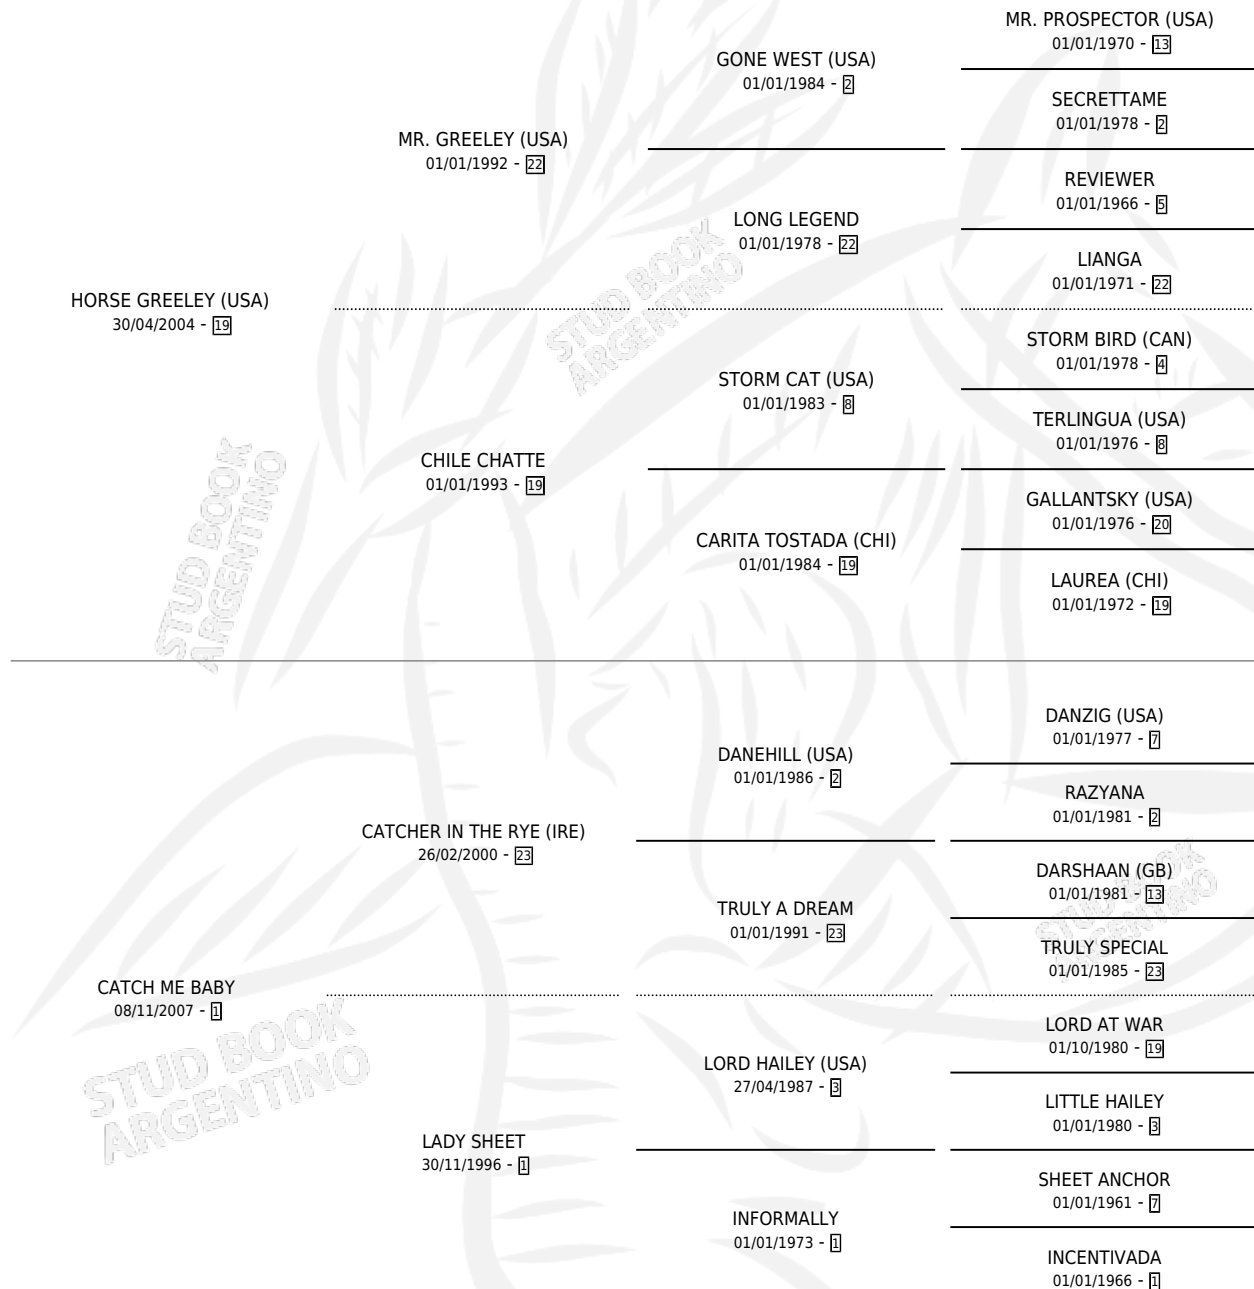 MR. PROSPECTOR (USA)
01/01/1970 - 13
GONE WEST (USA)
01/01/1984 - 2
SECRETTAME
01/01/1978 - 2
MR. GREELEY (USA)
01/01/1992 - 22
REVIEWER
01/01/1966 - 5
LONG LEGEND
01/01/1978 - 22
LIANGA
01/01/1971 - 22
HORSE GREELEY (USA)
30/04/2004 - 19
STUD BOOK
ARGENTINO
STORM BIRD (CAN)
01/01/1978 - 4
STORM CAT (USA)
01/01/1983 - 8
TERLINGUA (USA)
01/01/1976 - 8
CHILE CHATTE
01/01/1993 - 19
GALLANTSKY (USA)
01/01/1976 - 20
CARITA TOSTADA (CHI)
01/01/1984 - 19
LAUREA (CHI)
01/01/1972 - 19
STUD BOOK
ARGENTINO
DANZIG (USA)
01/01/1977 - 7
DANEHILL (USA)
01/01/1986 - 2
RAZYANA
01/01/1981 - 2
CATCHER IN THE RYE (IRE)
26/02/2000 - 23
DARSHAAN (GB)
01/01/1981 - 13
TRULY A DREAM
01/01/1991 - 23
TRULY SPECIAL
01/01/1985 - 23
STUD BOOK
ARGENTINO
CATCH ME BABY
08/11/2007 - 1
LORD AT WAR
01/10/1980 - 19
LORD HAILEY (USA)
27/04/1987 - 3
LITTLE HAILEY
01/01/1980 - 3
STUD BOOK
ARGENTINO
LADY SHEET
30/11/1996 - 1
SHEET ANCHOR
01/01/1961 - 7
INFORMALLY
01/01/1973 - 1
INCENTIVADA
01/01/1966 - 1